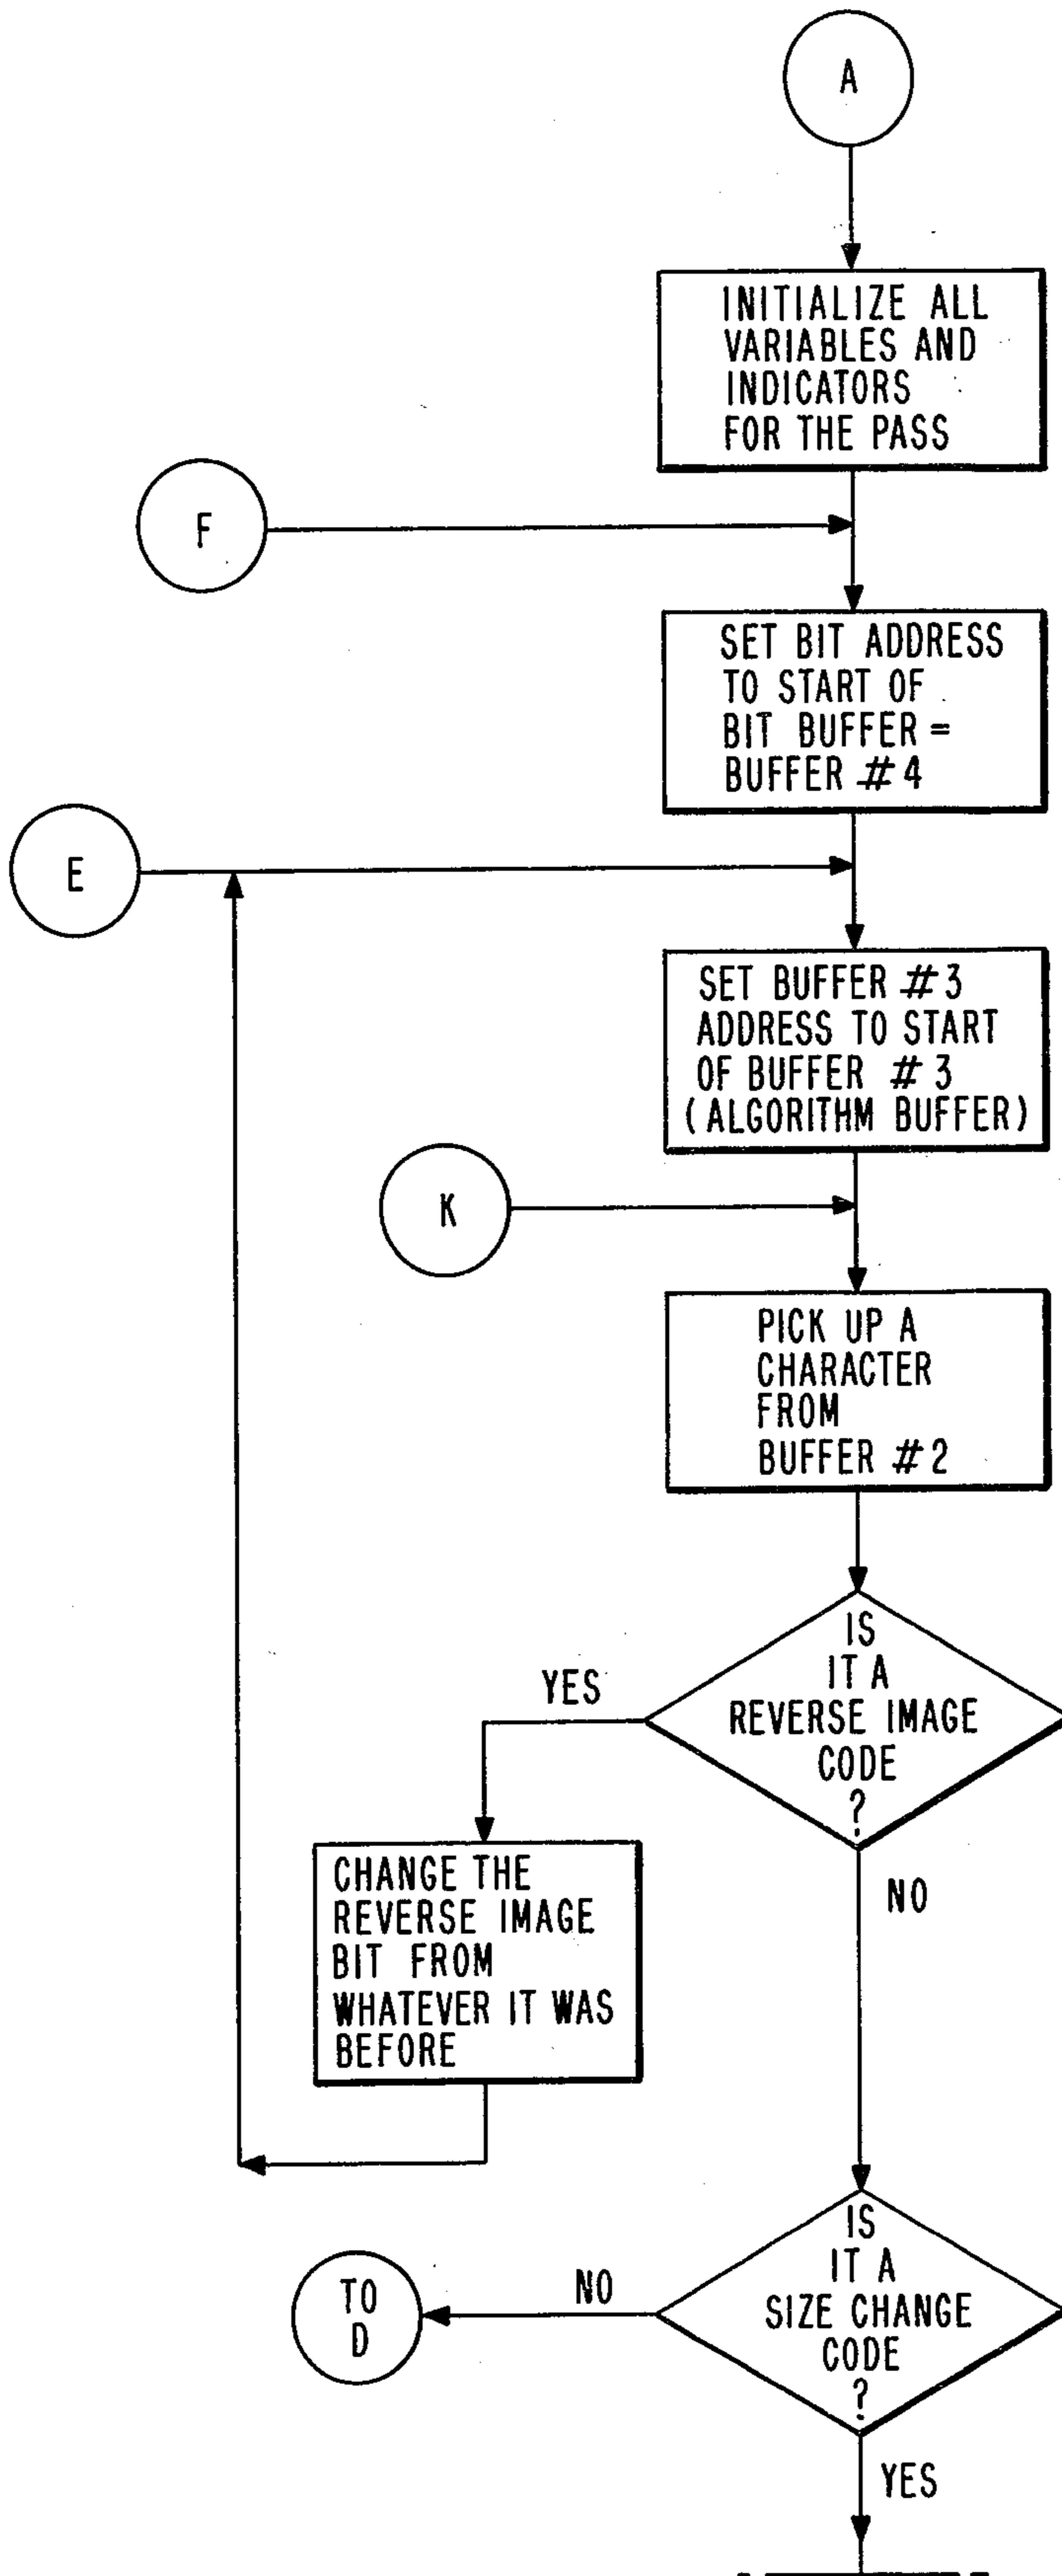 A
INITIALIZE ALL
VARIABLES AND
INDICATORS
FOR THE PASS
F
SET BIT ADDRESS
TO START OF
BIT BUFFER =
BUFFER #4
E
SET BUFFER #3
ADDRESS TO START
OF BUFFER #3
(ALGORITHM BUFFER)
K
PICK UP A
CHARACTER
FROM
BUFFER #2
IS
IT A
REVERSE IMAGE
CODE
?
YES
NO
CHANGE THE
REVERSE IMAGE
BIT FROM
WHATEVER IT WAS
BEFORE
IS
IT A
SIZE CHANGE
CODE
?
NO
TO
D
YES